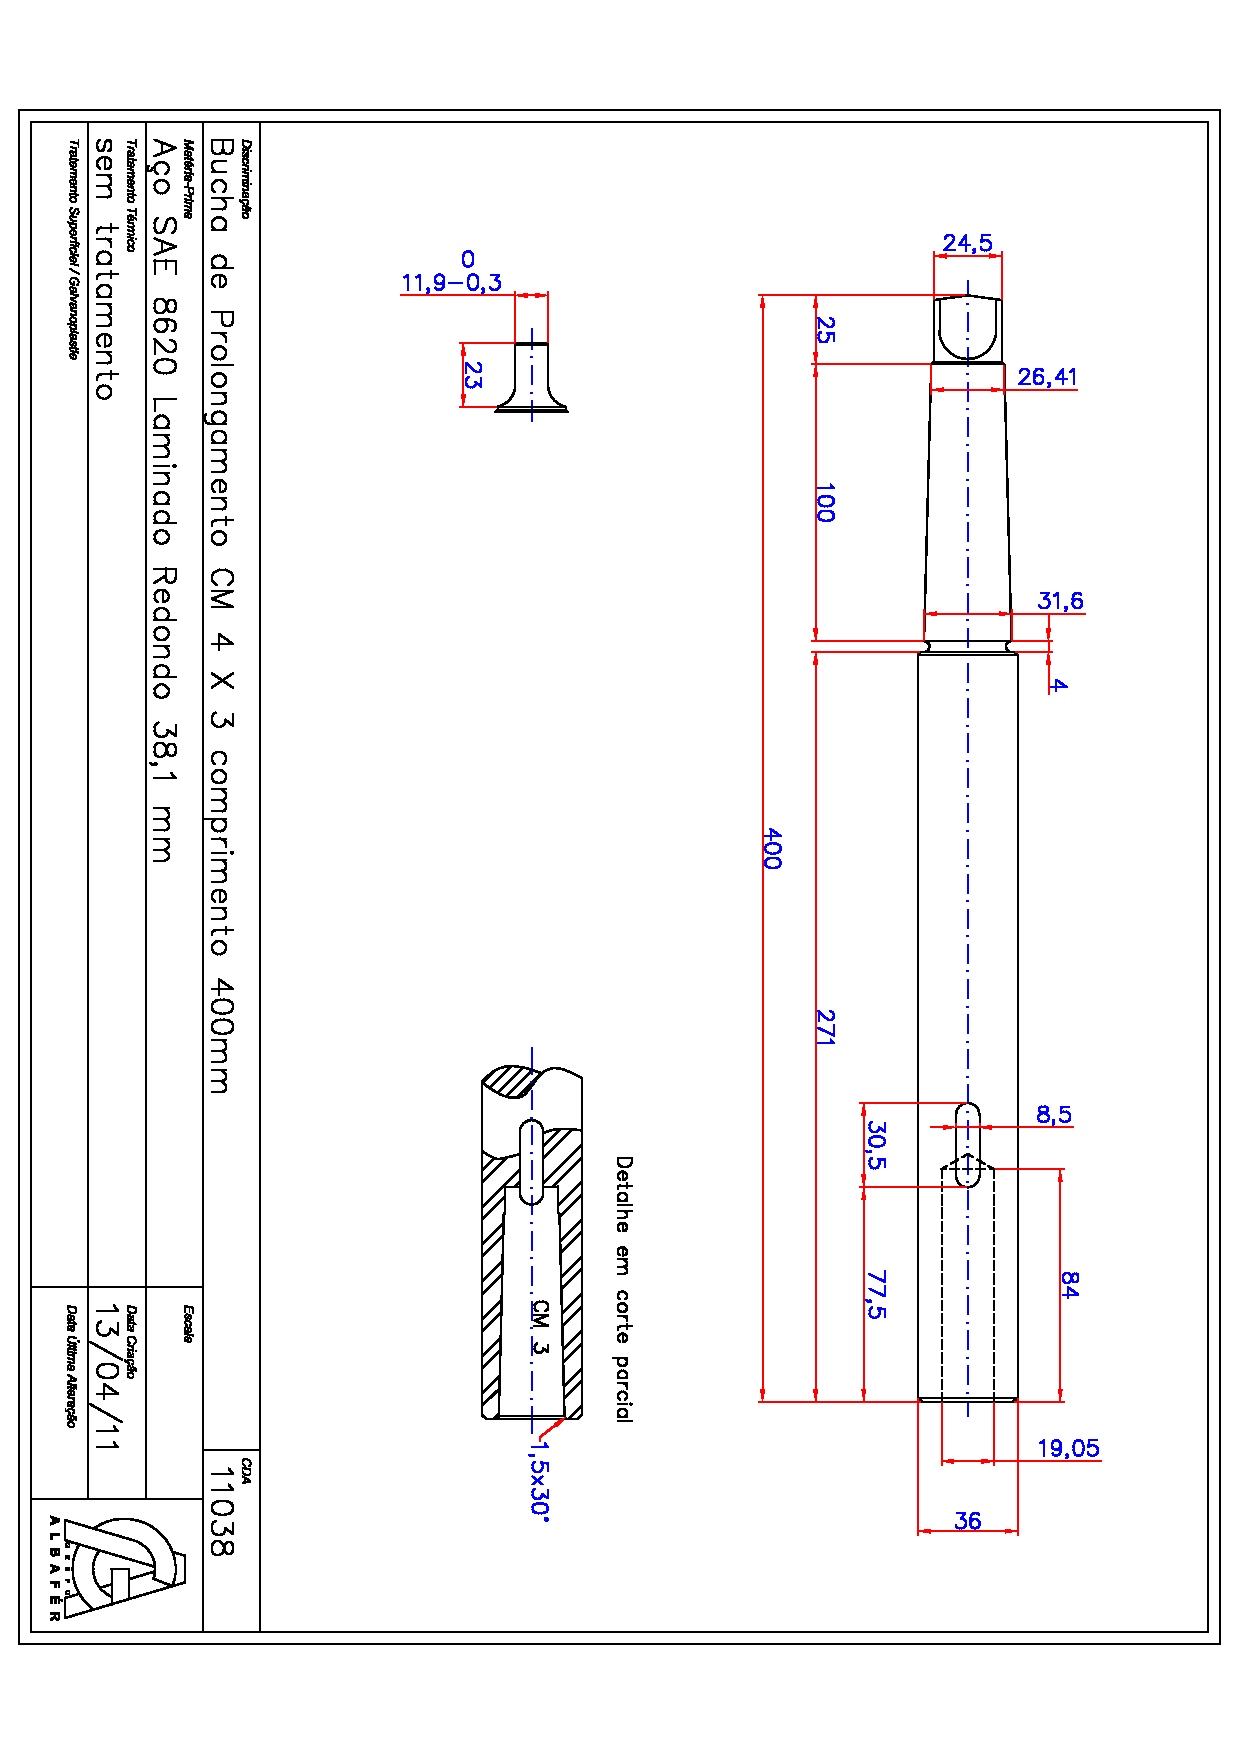 24,5
25
26,41
100
31,6
4
400
271
8,5
30,5
77,5
84
19,05
36
0
11,9-0,3
23
Detalhe em corte parcial
CM 3
1,5x30°
Discriminação
Bucha de Prolongamento CM 4 X 3 comprimento 400mm
CDA
11038
Matéria-Prima
Aço SAE 8620 Laminado Redondo 38,1 mm
Escala
Tratamento Térmico
sem tratamento
Data Criação
13/04/11
Tratamento Superficial / Galvanoplastia
Data Última Alteração
ALBAFÉR